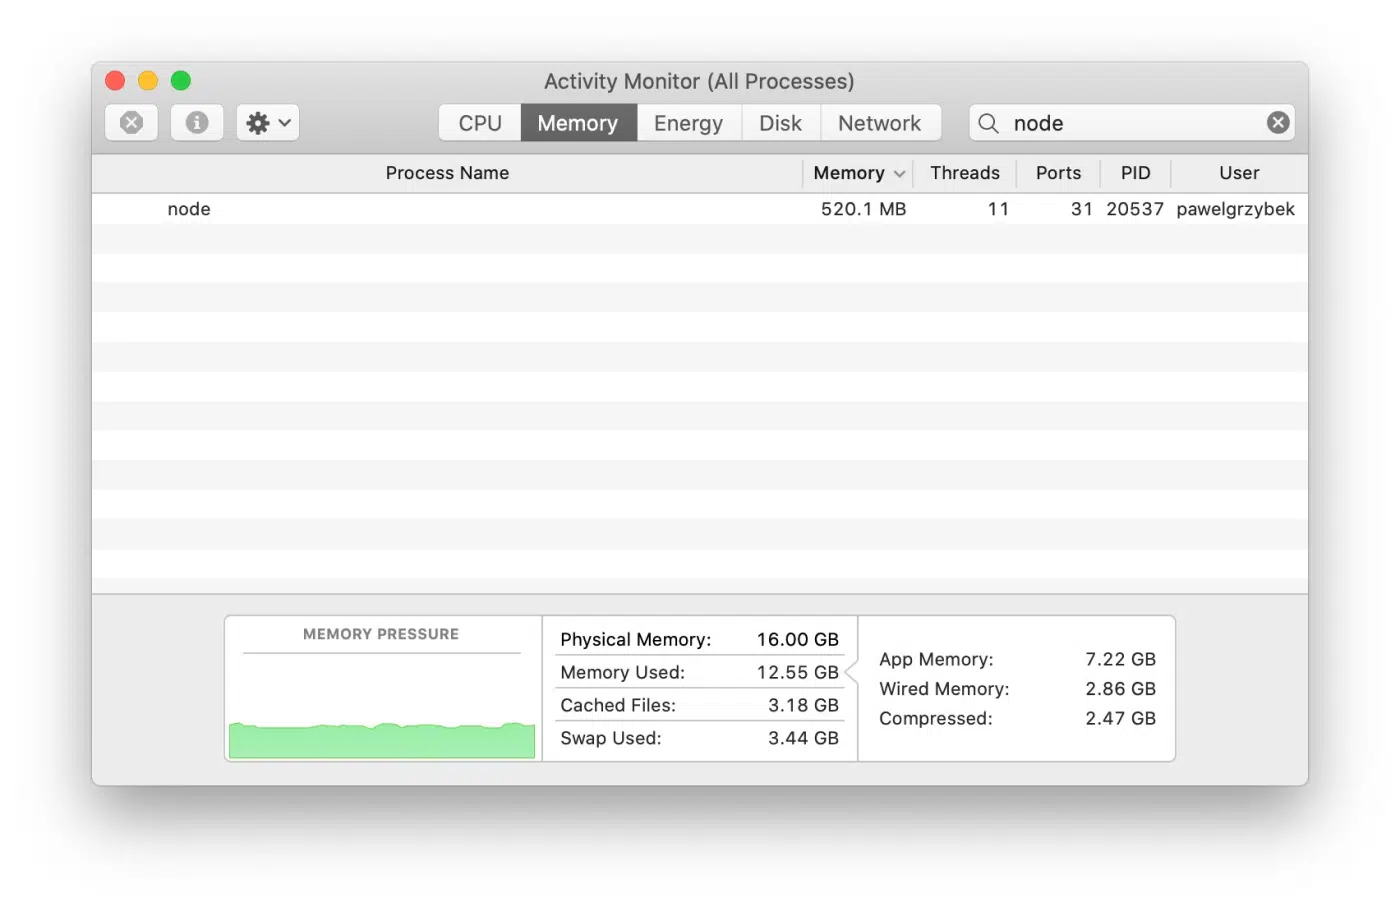 Activity Monitor (All Processes)
CPU Memory Energy Disk Network node
Process Name Memory Threads Ports PID User
node 520.1 MB 11 31 20537 pawelgrzybek
MEMORY PRESSURE
Physical Memory: 16.00 GB
Memory Used: 12.55 GB
Cached Files: 3.18 GB
Swap Used: 3.44 GB
App Memory: 7.22 GB
Wired Memory: 2.86 GB
Compressed: 2.47 GB